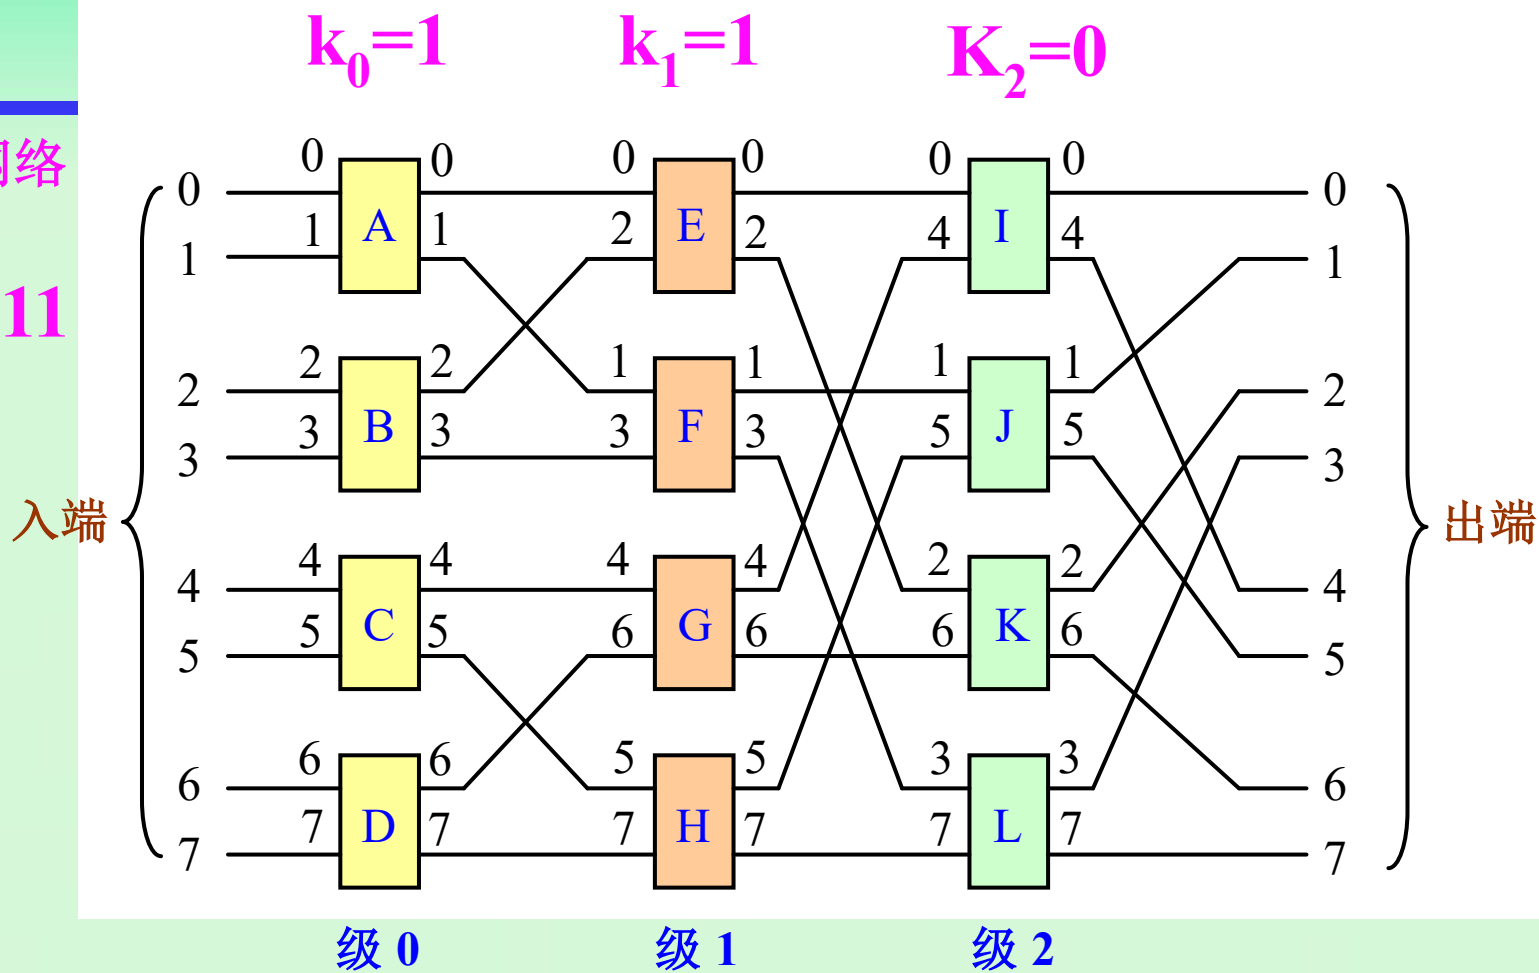 k0=1 k1=1 K2=0
网络
11
0 0 0 0 0 0
0 A E I 0
1 1 2 2 4 4
1 1
2 2 1 1 1 1
2 B F J 2
3 3 3 3 5 5
3 3
入端 出端
4 4 4 4 2 2
4 C G K 4
5 5 6 6 6 6
5 5
6 6 5 5 3 3
6 D H L 6
7 7 7 7 7 7
7 7
级 0 级 1 级 2